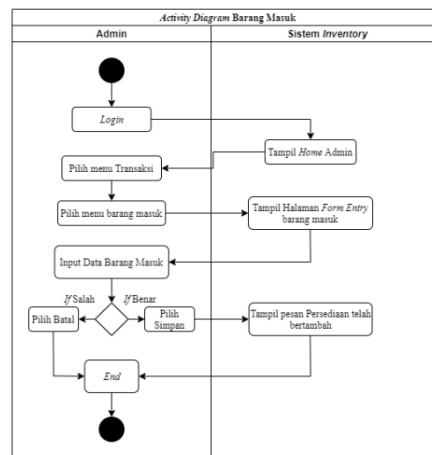 Activity Diagram Barang Masuk
Admin
Sistem Inventory
Login
Tampil Home Admin
Pilih menu Transaksi
Pilih menu barang masuk
Tampil Halaman Form Entry
barang masuk
Input Data Barang Masuk
If Salah
If Benar
Pilih Batal
Pilih
Simpan
Tampil pesan Persediaan telah
bertambah
End